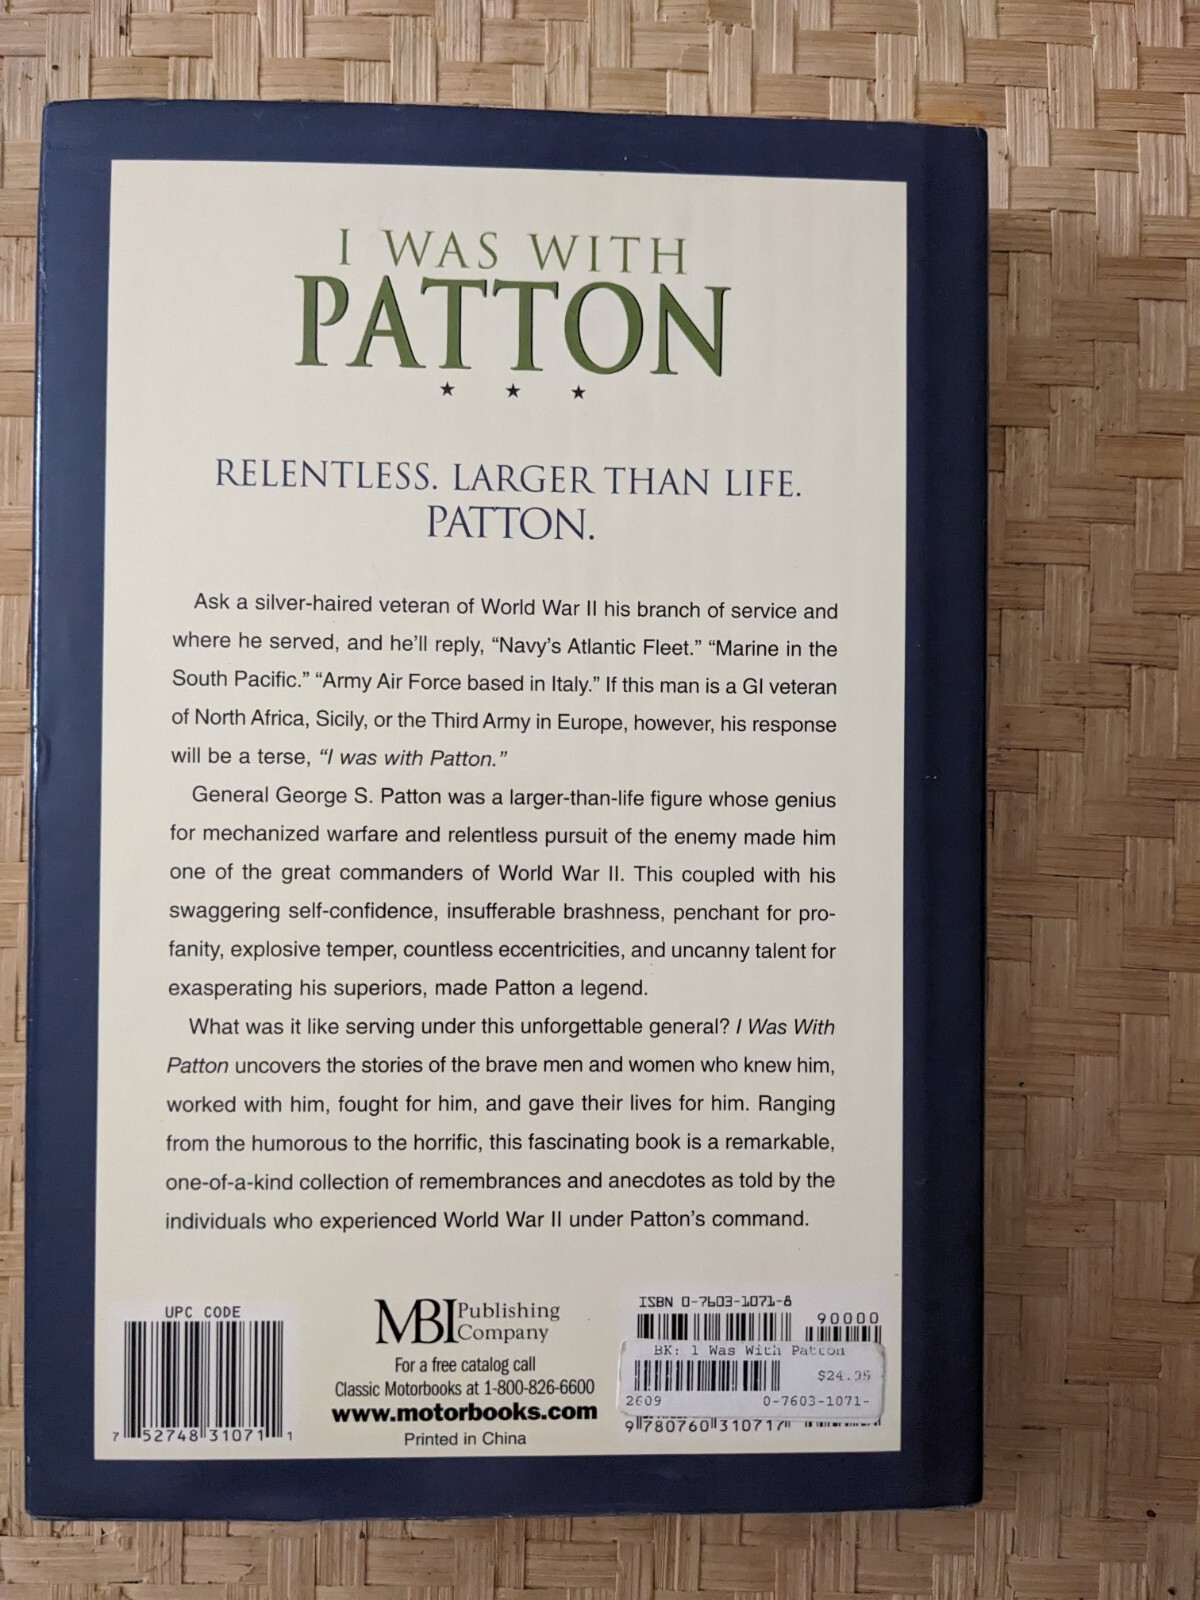 I WAS WITH
PATTON
★ ★ ★
RELENTLESS. LARGER THAN LIFE.
PATTON.
Ask a silver-haired veteran of World War II his branch of service and
where he served, and he'll reply, “Navy's Atlantic Fleet.” “Marine in the
South Pacific.” “Army Air Force based in Italy.” If this man is a GI veteran
of North Africa, Sicily, or the Third Army in Europe, however, his response
will be a terse, “I was with Patton.”
General George S. Patton was a larger-than-life figure whose genius
for mechanized warfare and relentless pursuit of the enemy made him
one of the great commanders of World War II. This coupled with his
swaggering self-confidence, insufferable brashness, penchant for pro-
fanity, explosive temper, countless eccentricities, and uncanny talent for
exasperating his superiors, made Patton a legend.
What was it like serving under this unforgettable general? I Was With
Patton uncovers the stories of the brave men and women who knew him,
worked with him, fought for him, and gave their lives for him. Ranging
from the humorous to the horrific, this fascinating book is a remarkable,
one-of-a-kind collection of remembrances and anecdotes as told by the
individuals who experienced World War II under Patton's command.
UPC CODE
7 52748 31071 1
MBI Publishing
Company
For a free catalog call
Classic Motorbooks at 1-800-826-6600
www.motorbooks.com
Printed in China
ISBN 0-7603-1071-8
90000
BK: I Was With Patton
$24.95
2609 0-7603-1071-
9 780760 310717